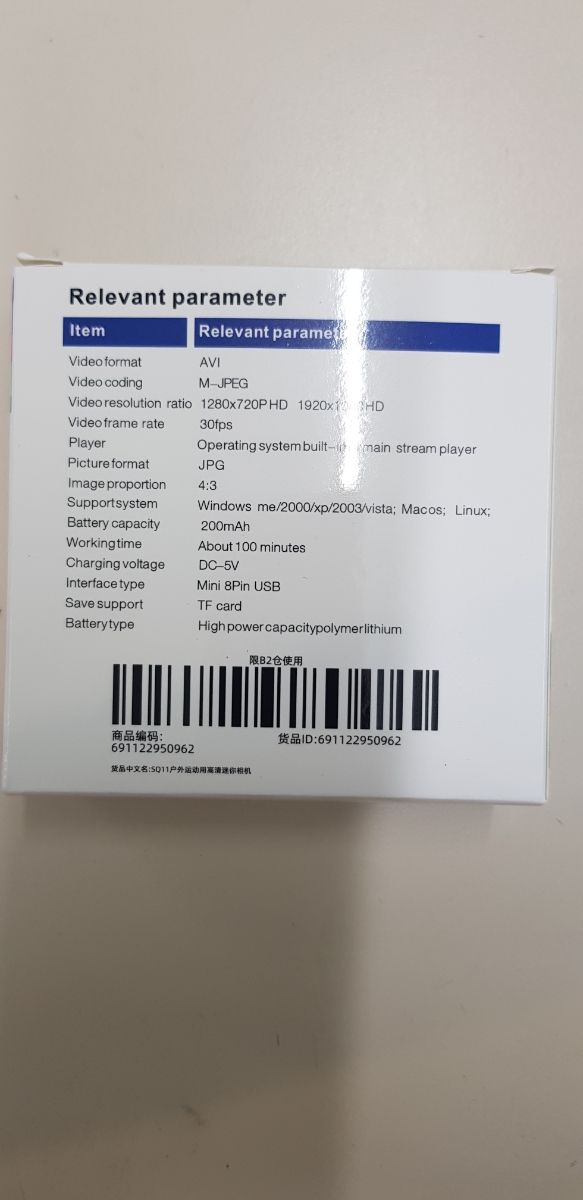 Relevant parameter
Item Relevant
Video format AVI
Video coding M-JPEG
Video resolution ratio 1280x720P HD
Video frame rate 30fps
Player Operating system main stream player
Picture format JPG
Image proportion 4:3
Support system Windows me/2000/xp/2003/vista; Macos; Linux;
Battery capacity 200mAh
Working time About 100 minutes
Charging voltage DC-5V
Interface type Mini 8Pin USB
Save support TF card
Battery type High power capacity polymer lithium
限B2仓使用
商品编码: 货品ID:691122950962
691122950962
货品中文名:SQ11户外运动用高清迷你相机